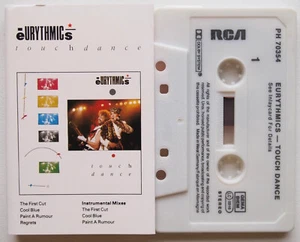 EURYTHMICS
touch dance
EURYTHMICS
touch
dance
The First Cut
Cool Blue
Paint A Rumour
Regrets
Instrumental Mixes
The First Cut
Cool Blue
Paint A Rumour
RCA
1
PH 70354
EURYTHMICS — TOUCH DANCE
See Inlaycard For Details
STEREO